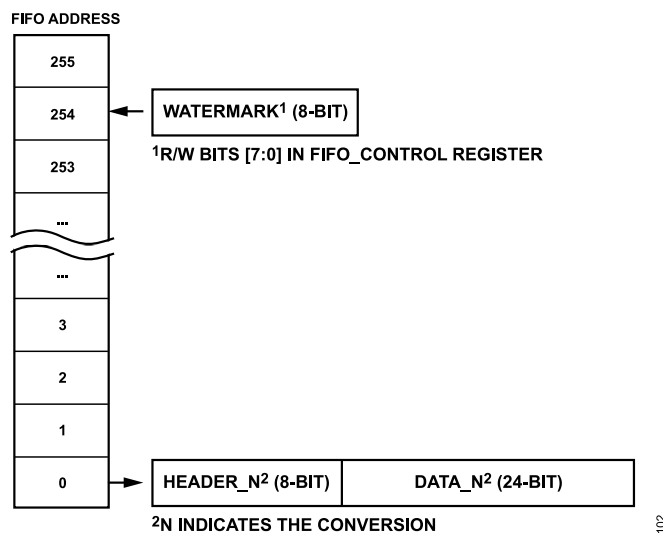 FIFO ADDRESS
255
254
WATERMARK¹ (8-BIT)
¹R/W BITS [7:0] IN FIFO_CONTROL REGISTER
253
...
...
3
2
1
0
HEADER_N² (8-BIT)
DATA_N² (24-BIT)
²N INDICATES THE CONVERSION
102